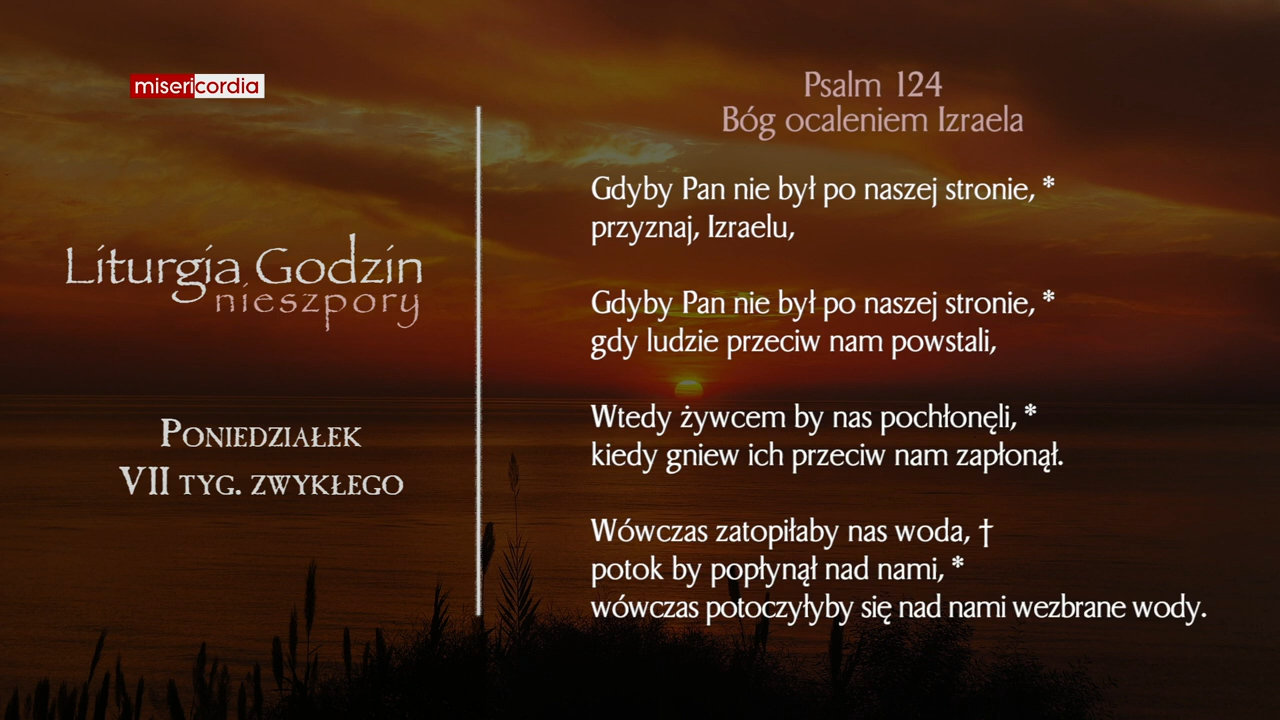 misericordia
Liturgia Godzin
nieszpory
Poniedziałek
VII tyg. zwykłego
Psalm 124
Bóg ocaleniem Izraela
Gdyby Pan nie był po naszej stronie, *
przyznaj, Izraelu,
Gdyby Pan nie był po naszej stronie, *
gdy ludzie przeciw nam powstali,
Wtedy żywcem by nas pochłonęli, *
kiedy gniew ich przeciw nam zapłonął.
Wówczas zatopiłaby nas woda, †
potok by popłynął nad nami, *
wówczas potoczyłyby się nad nami wezbrane wody.